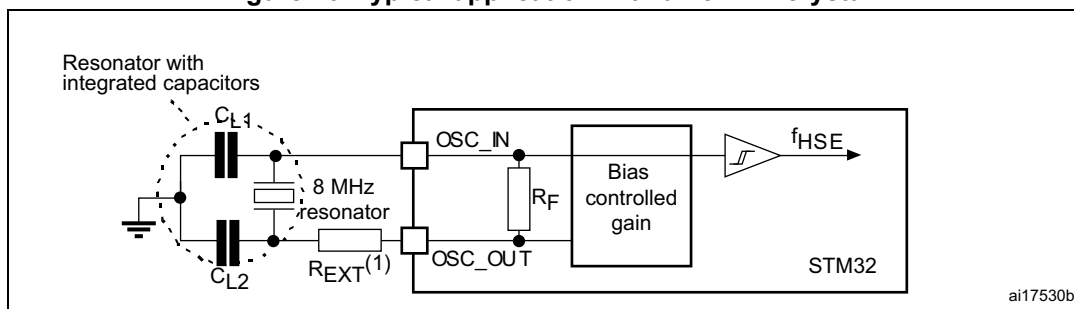 Resonator with
integrated capacitors
CL1
OSC_IN
fHSE
8 MHz
resonator
RF
Bias
controlled
gain
REXT(1)
OSC_OUT
CL2
STM32
ai17530b